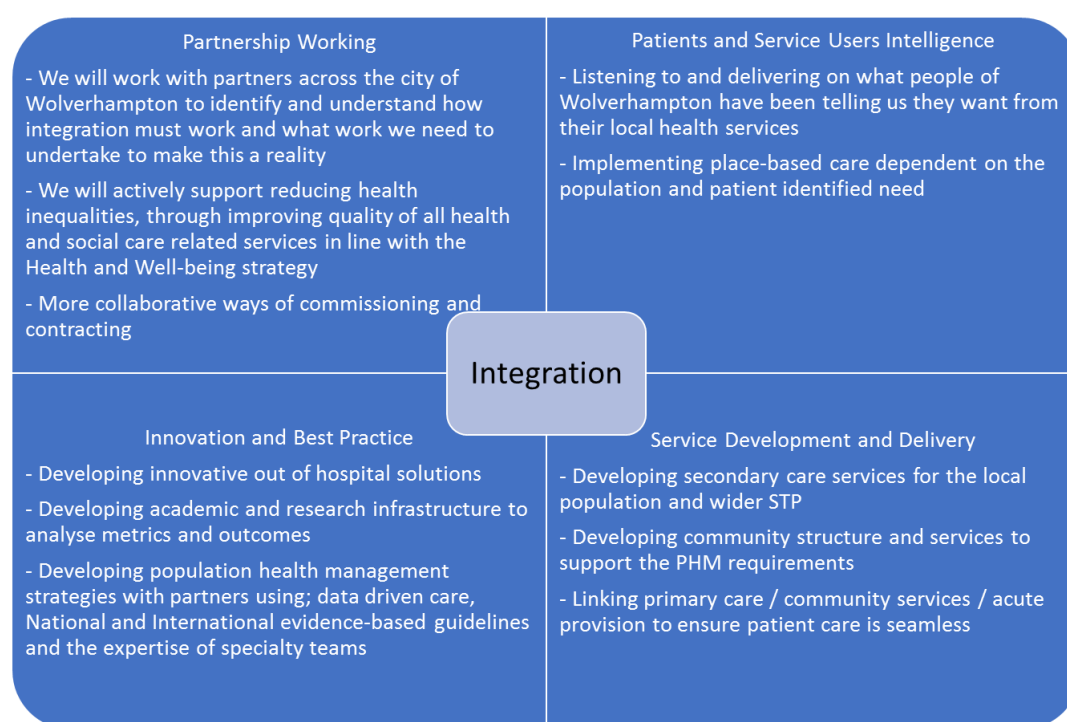 Partnership Working
- We will work with partners across the city of
Wolverhampton to identify and understand how
integration must work and what work we need to
undertake to make this a reality
- We will actively support reducing health
inequalities, through improving quality of all health
and social care related services in line with the
Health and Well-being strategy
- More collaborative ways of commissioning and
contracting
Patients and Service Users Intelligence
- Listening to and delivering on what people of
Wolverhampton have been telling us they want from
their local health services
- Implementing place-based care dependent on the
population and patient identified need
Integration
Innovation and Best Practice
- Developing innovative out of hospital solutions
- Developing academic and research infrastructure to
analyse metrics and outcomes
- Developing population health management
strategies with partners using; data driven care,
National and International evidence-based guidelines
and the expertise of specialty teams
Service Development and Delivery
- Developing secondary care services for the local
population and wider STP
- Developing community structure and services to
support the PHM requirements
- Linking primary care / community services / acute
provision to ensure patient care is seamless